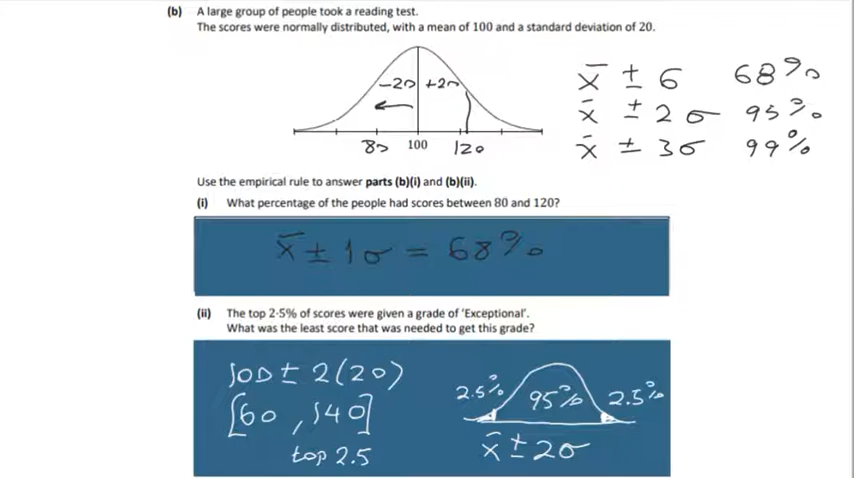 (b) A large group of people took a reading test.
The scores were normally distributed, with a mean of 100 and a standard deviation of 20.
-20 +20
80 100 120
x̄ ± σ 68%
x̄ ± 2σ 95%
x̄ ± 3σ 99%
Use the empirical rule to answer parts (b)(i) and (b)(ii).
(i) What percentage of the people had scores between 80 and 120?
x̄ ± 1σ = 68%
(ii) The top 2·5% of scores were given a grade of 'Exceptional'.
What was the least score that was needed to get this grade?
100 ± 2(20)
[60, 140]
top 2.5
2.5% 95% 2.5%
x̄ ± 2σ